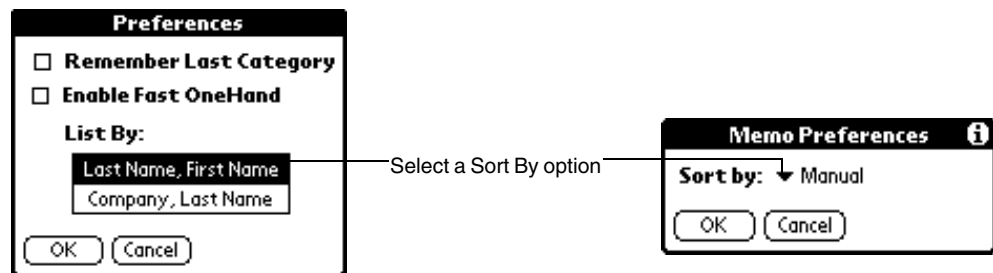 Preferences
Remember Last Category
Enable Fast OneHand
List By:
Last Name, First Name
Company, Last Name
OK Cancel
Select a Sort By option
Memo Preferences i
Sort by: Manual
OK Cancel